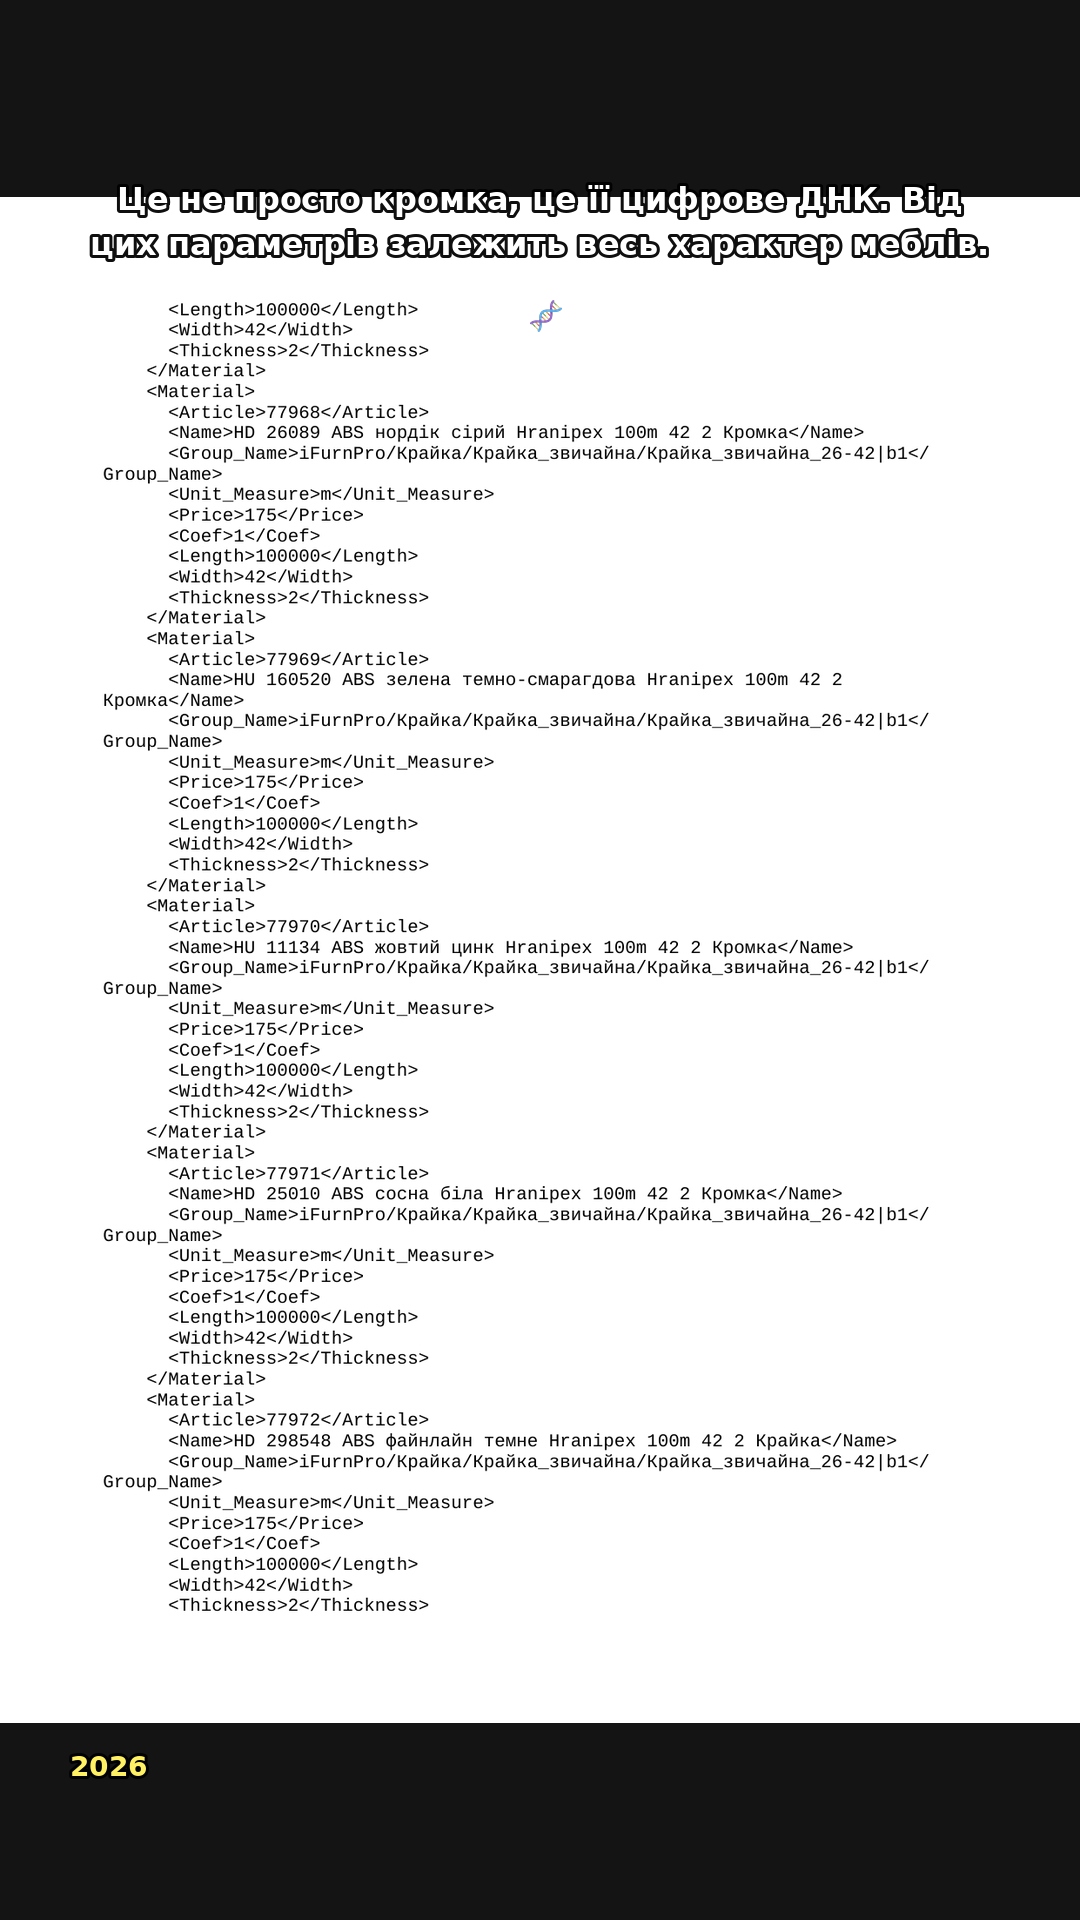 Це не просто кромка, це її цифрове ДНК. Від
цих параметрів залежить весь характер меблів.
<Length>100000</Length>
<Width>42</Width>
<Thickness>2</Thickness>
</Material>
<Material>
<Article>77968</Article>
<Name>HD 26089 ABS нордік сірий Hranipex 100m 42 2 Кромка</Name>
<Group_Name>iFurnPro/Крайка/Крайка_звичайна/Крайка_звичайна_26-42|b1</
Group_Name>
<Unit_Measure>m</Unit_Measure>
<Price>175</Price>
<Coef>1</Coef>
<Length>100000</Length>
<Width>42</Width>
<Thickness>2</Thickness>
</Material>
<Material>
<Article>77969</Article>
<Name>HU 160520 ABS зелена темно-смарагдова Hranipex 100m 42 2
Кромка</Name>
<Group_Name>iFurnPro/Крайка/Крайка_звичайна/Крайка_звичайна_26-42|b1</
Group_Name>
<Unit_Measure>m</Unit_Measure>
<Price>175</Price>
<Coef>1</Coef>
<Length>100000</Length>
<Width>42</Width>
<Thickness>2</Thickness>
</Material>
<Material>
<Article>77970</Article>
<Name>HU 11134 ABS жовтий цинк Hranipex 100m 42 2 Кромка</Name>
<Group_Name>iFurnPro/Крайка/Крайка_звичайна/Крайка_звичайна_26-42|b1</
Group_Name>
<Unit_Measure>m</Unit_Measure>
<Price>175</Price>
<Coef>1</Coef>
<Length>100000</Length>
<Width>42</Width>
<Thickness>2</Thickness>
</Material>
<Material>
<Article>77971</Article>
<Name>HD 25010 ABS сосна біла Hranipex 100m 42 2 Кромка</Name>
<Group_Name>iFurnPro/Крайка/Крайка_звичайна/Крайка_звичайна_26-42|b1</
Group_Name>
<Unit_Measure>m</Unit_Measure>
<Price>175</Price>
<Coef>1</Coef>
<Length>100000</Length>
<Width>42</Width>
<Thickness>2</Thickness>
</Material>
<Material>
<Article>77972</Article>
<Name>HD 298548 ABS файнлайн темне Hranipex 100m 42 2 Крайка</Name>
<Group_Name>iFurnPro/Крайка/Крайка_звичайна/Крайка_звичайна_26-42|b1</
Group_Name>
<Unit_Measure>m</Unit_Measure>
<Price>175</Price>
<Coef>1</Coef>
<Length>100000</Length>
<Width>42</Width>
<Thickness>2</Thickness>
2026